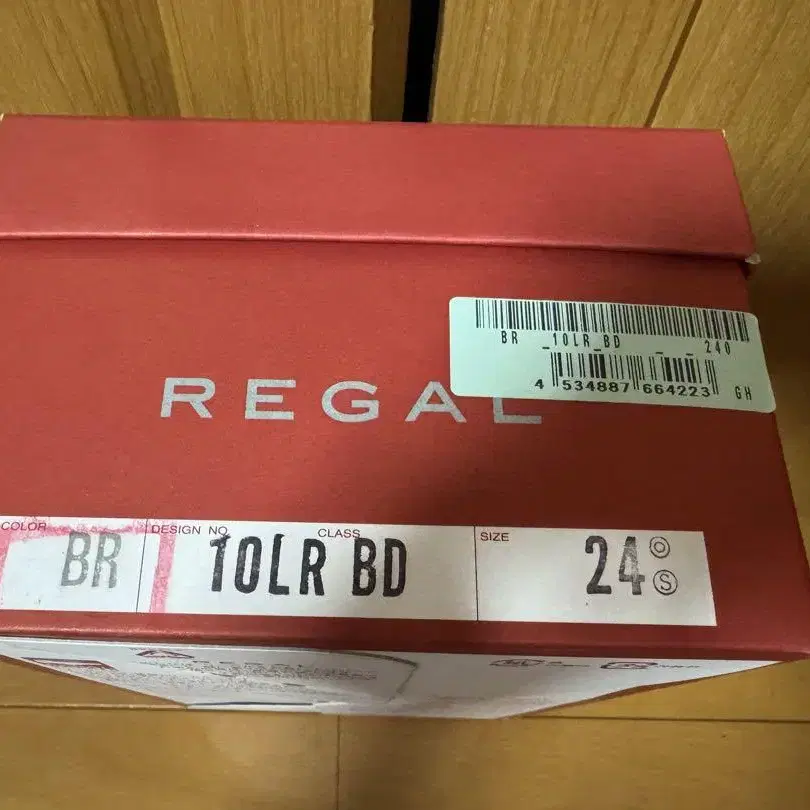 BR _10LR_BD _ _ 240
4 534887 664223 GH
REGAL
COLOR DESIGN NO. CLASS SIZE
BR 10LR BD 24 O S